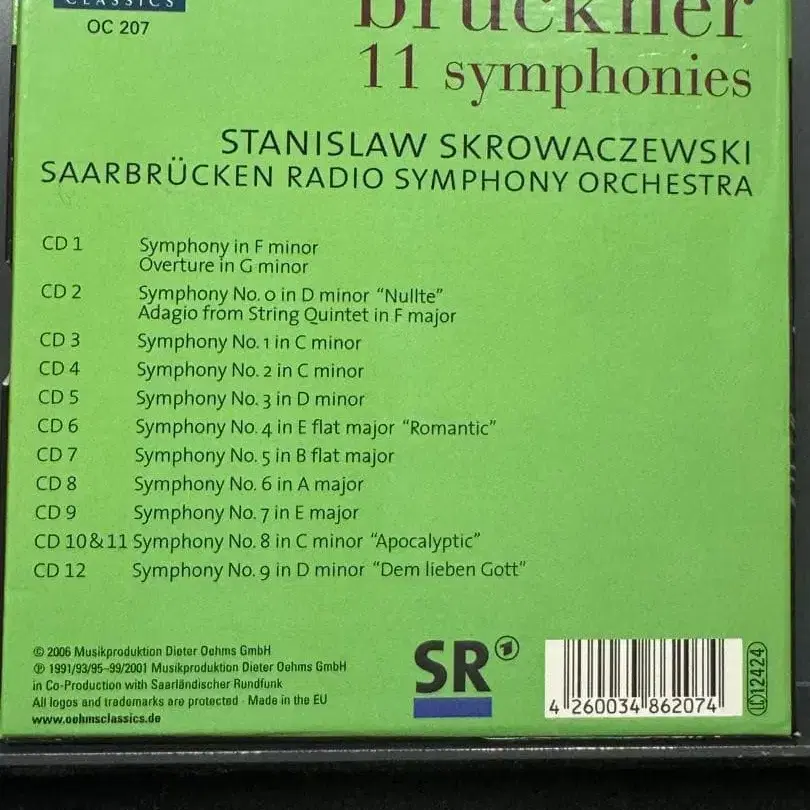 CLASSICS
OC 207
bruckner
11 symphonies
STANISLAW SKROWACZEWSKI
SAARBRÜCKEN RADIO SYMPHONY ORCHESTRA
CD 1 Symphony in F minor
Overture in G minor
CD 2 Symphony No. 0 in D minor “Nullte”
Adagio from String Quintet in F major
CD 3 Symphony No. 1 in C minor
CD 4 Symphony No. 2 in C minor
CD 5 Symphony No. 3 in D minor
CD 6 Symphony No. 4 in E flat major “Romantic”
CD 7 Symphony No. 5 in B flat major
CD 8 Symphony No. 6 in A major
CD 9 Symphony No. 7 in E major
CD 10 & 11 Symphony No. 8 in C minor “Apocalyptic”
CD 12 Symphony No. 9 in D minor “Dem lieben Gott”
© 2006 Musikproduktion Dieter Oehms GmbH
℗ 1991/93/95–99/2001 Musikproduktion Dieter Oehms GmbH
in Co-Production with Saarländischer Rundfunk
All logos and trademarks are protected · Made in the EU
www.oehmsclassics.de
SR 1
4 260034 862074
LC 12424